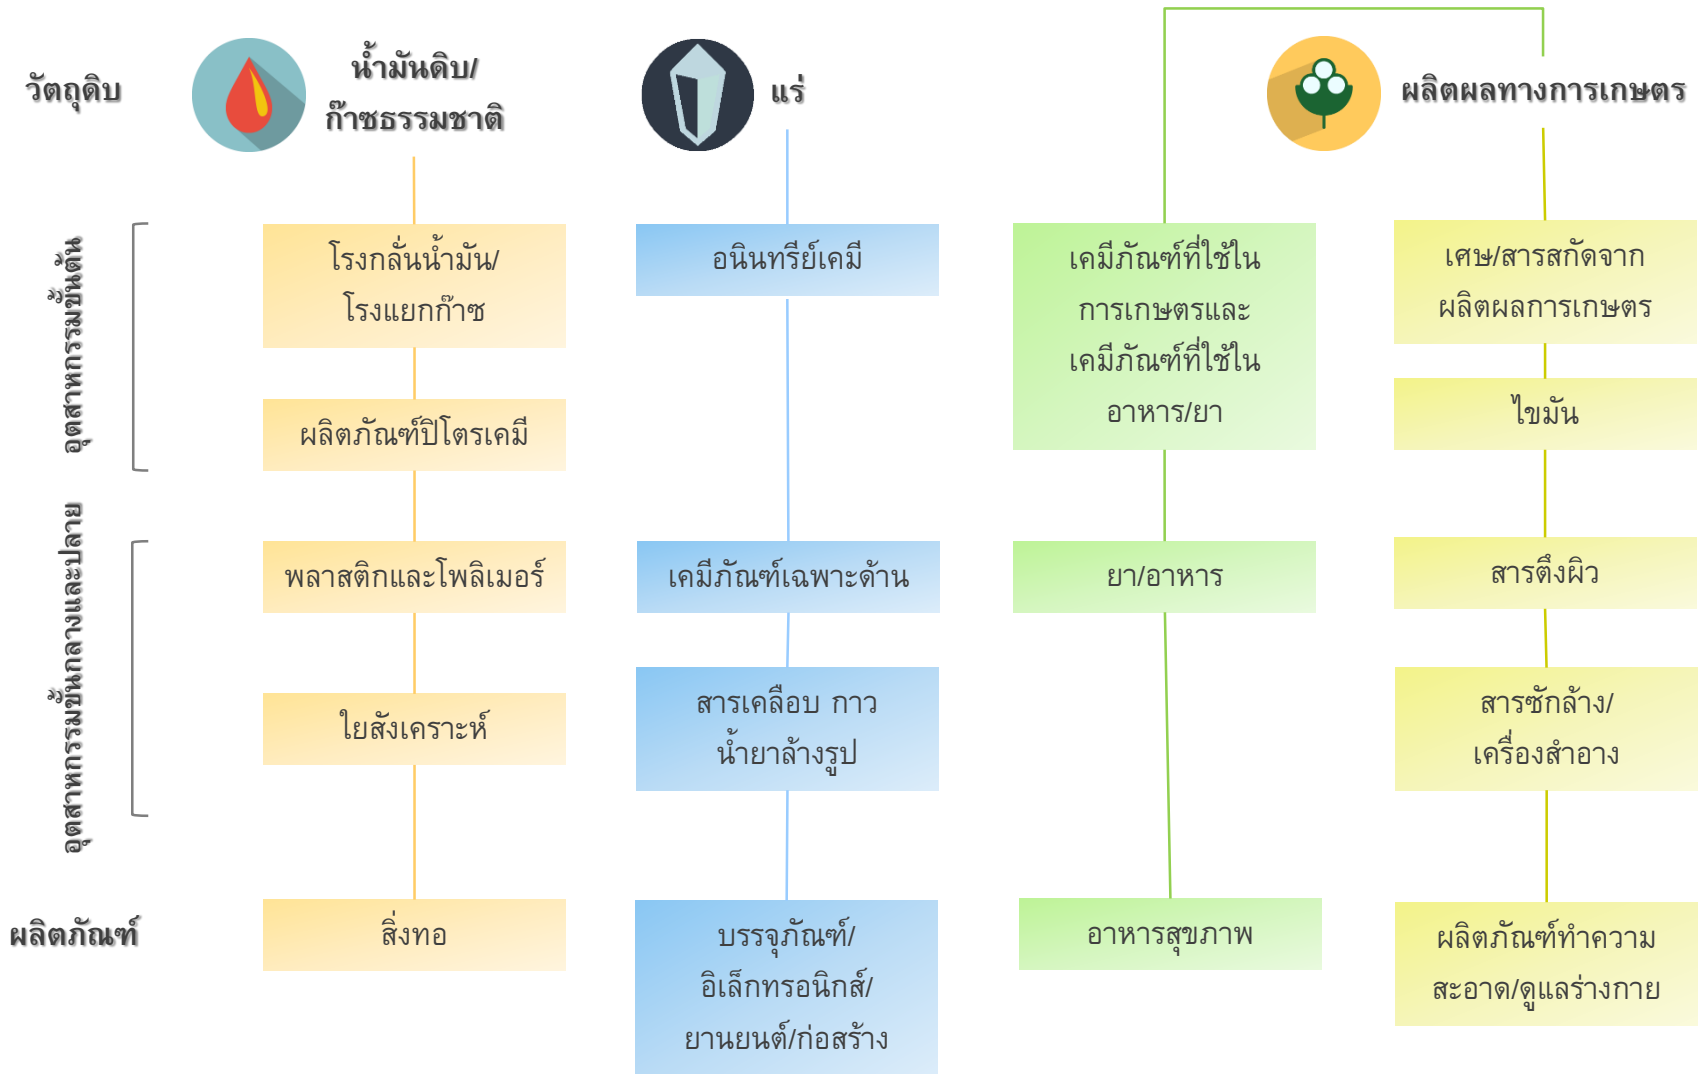 วัตถุดิบ
น้ำมันดิบ/
ก๊าซธรรมชาติ
แร่
ผลิตผลทางการเกษตร
อุตสาหกรรมขั้นต้น
โรงกลั่นน้ำมัน/
โรงแยกก๊าซ
อนินทรีย์เคมี
เคมีภัณฑ์ที่ใช้ใน
การเกษตรและ
เคมีภัณฑ์ที่ใช้ใน
อาหาร/ยา
เศษ/สารสกัดจาก
ผลิตผลการเกษตร
ผลิตภัณฑ์ปิโตรเคมี
ไขมัน
อุตสาหกรรมขั้นกลางและปลาย
พลาสติกและโพลิเมอร์
เคมีภัณฑ์เฉพาะด้าน
ยา/อาหาร
สารตึงผิว
ใยสังเคราะห์
สารเคลือบ กาว
น้ำยาล้างรูป
สารซักล้าง/
เครื่องสำอาง
ผลิตภัณฑ์
สิ่งทอ
บรรจุภัณฑ์/
อิเล็กทรอนิกส์/
ยานยนต์/ก่อสร้าง
อาหารสุขภาพ
ผลิตภัณฑ์ทำความ
สะอาด/ดูแลร่างกาย